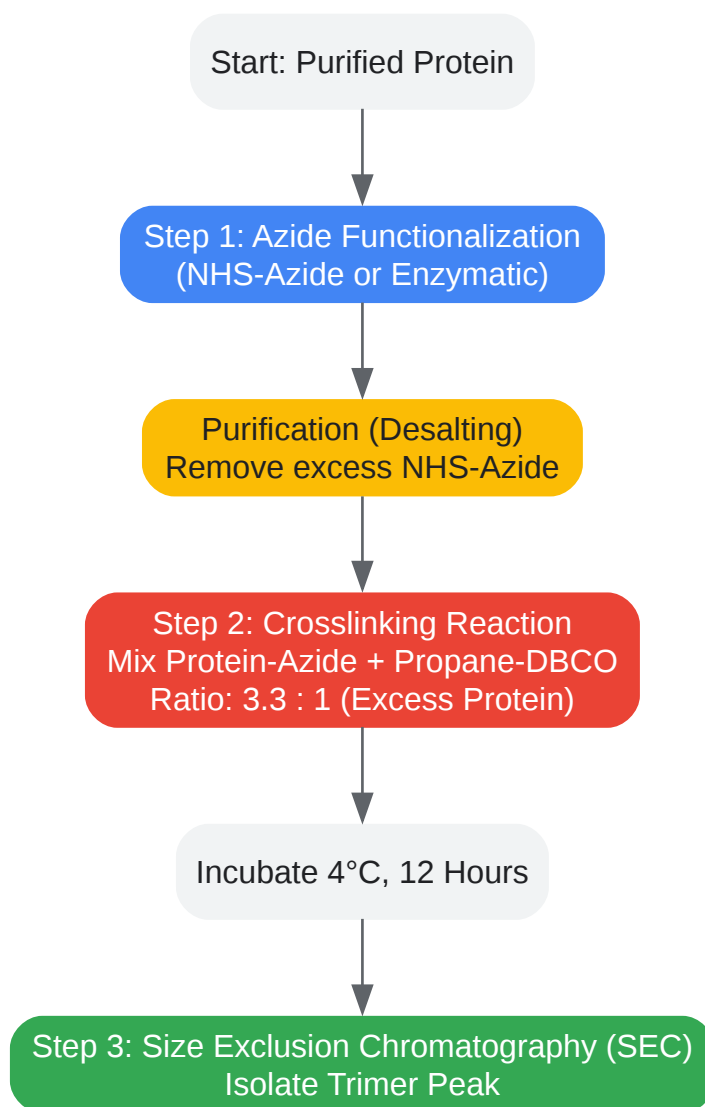 Start: Purified Protein
Step 1: Azide Functionalization
(NHS-Azide or Enzymatic)
Purification (Desalting)
Remove excess NHS-Azide
Step 2: Crosslinking Reaction
Mix Protein-Azide + Propane-DBCO
Ratio: 3.3 : 1 (Excess Protein)
Incubate 4°C, 12 Hours
Step 3: Size Exclusion Chromatography (SEC)
Isolate Trimer Peak